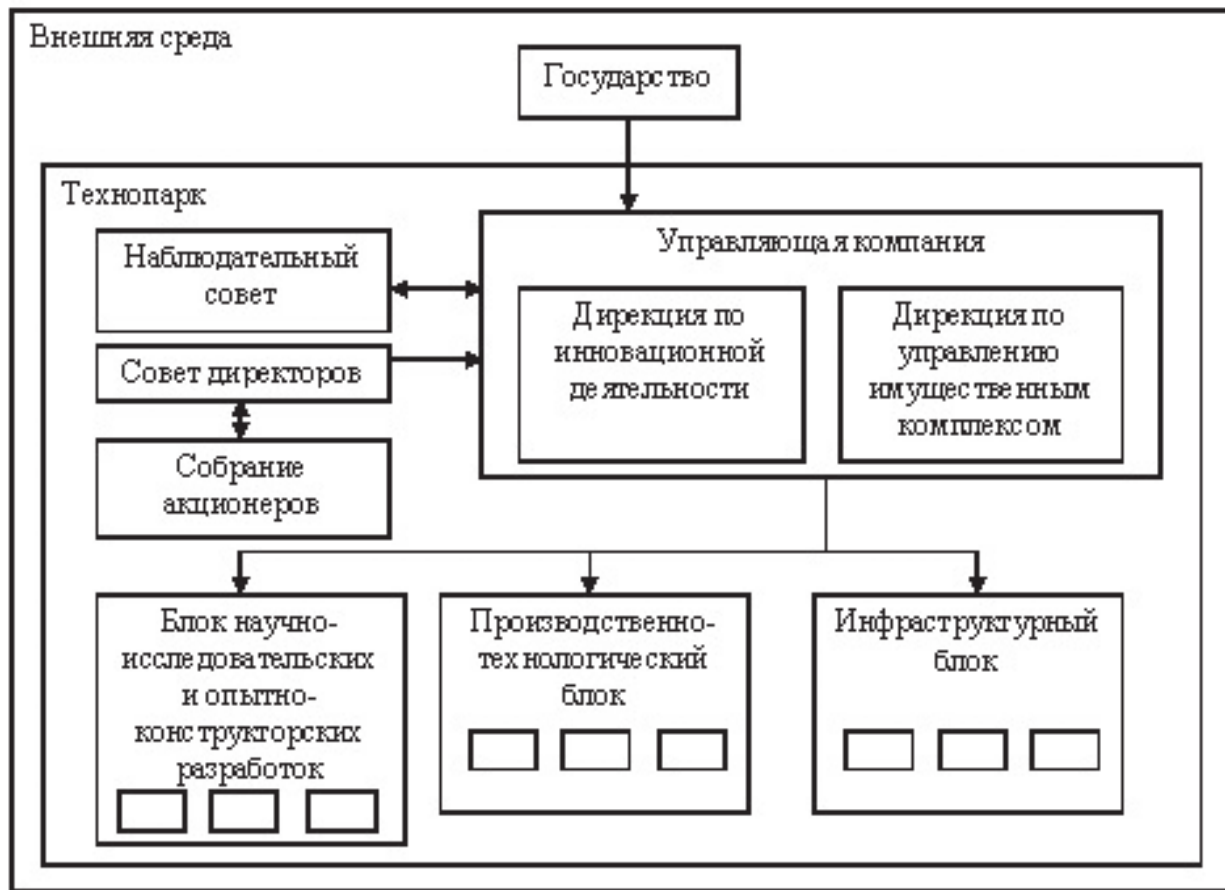 Внешняя среда
Государство
Технопарк
Наблюдательный
совет
Совет директоров
Собрание
акционеров
Управляющая компания
Дирекция по
инновационной
деятельности
Дирекция по
управлению
имущественным
комплексом
Блок научно-
исследовательских
и опытно-
конструкторских
разработок
Производственно-
технологический
блок
Инфраструктурный
блок